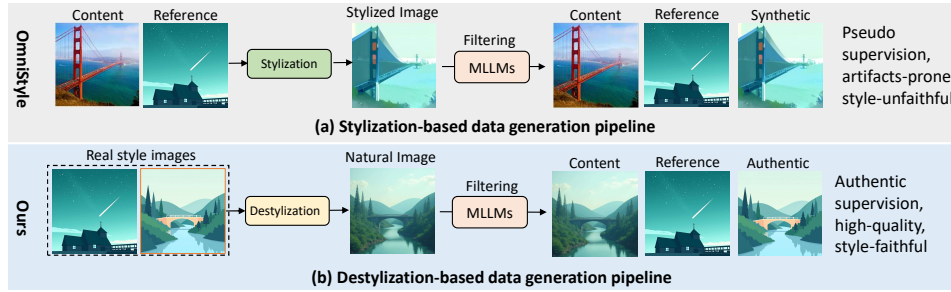 OmniStyle
Content
Reference
Stylization
Stylized Image
Filtering
MLLMs
Content
Reference
Synthetic
Pseudo
supervision,
artifacts-prone
style-unfaithful
(a) Stylization-based data generation pipeline
Ours
Real style images
Destylization
Natural Image
Filtering
MLLMs
Content
Reference
Authentic
Authentic
supervision,
high-quality,
style-faithful
(b) Destylization-based data generation pipeline